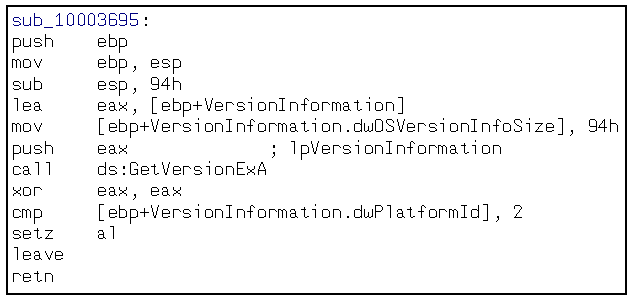 sub_10003695:
push ebp
mov ebp, esp
sub esp, 94h
lea eax, [ebp+VersionInformation]
mov [ebp+VersionInformation.dwOSVersionInfoSize], 94h
push eax ; lpVersionInformation
call ds:GetVersionExA
xor eax, eax
cmp [ebp+VersionInformation.dwPlatformId], 2
setz al
leave
retn